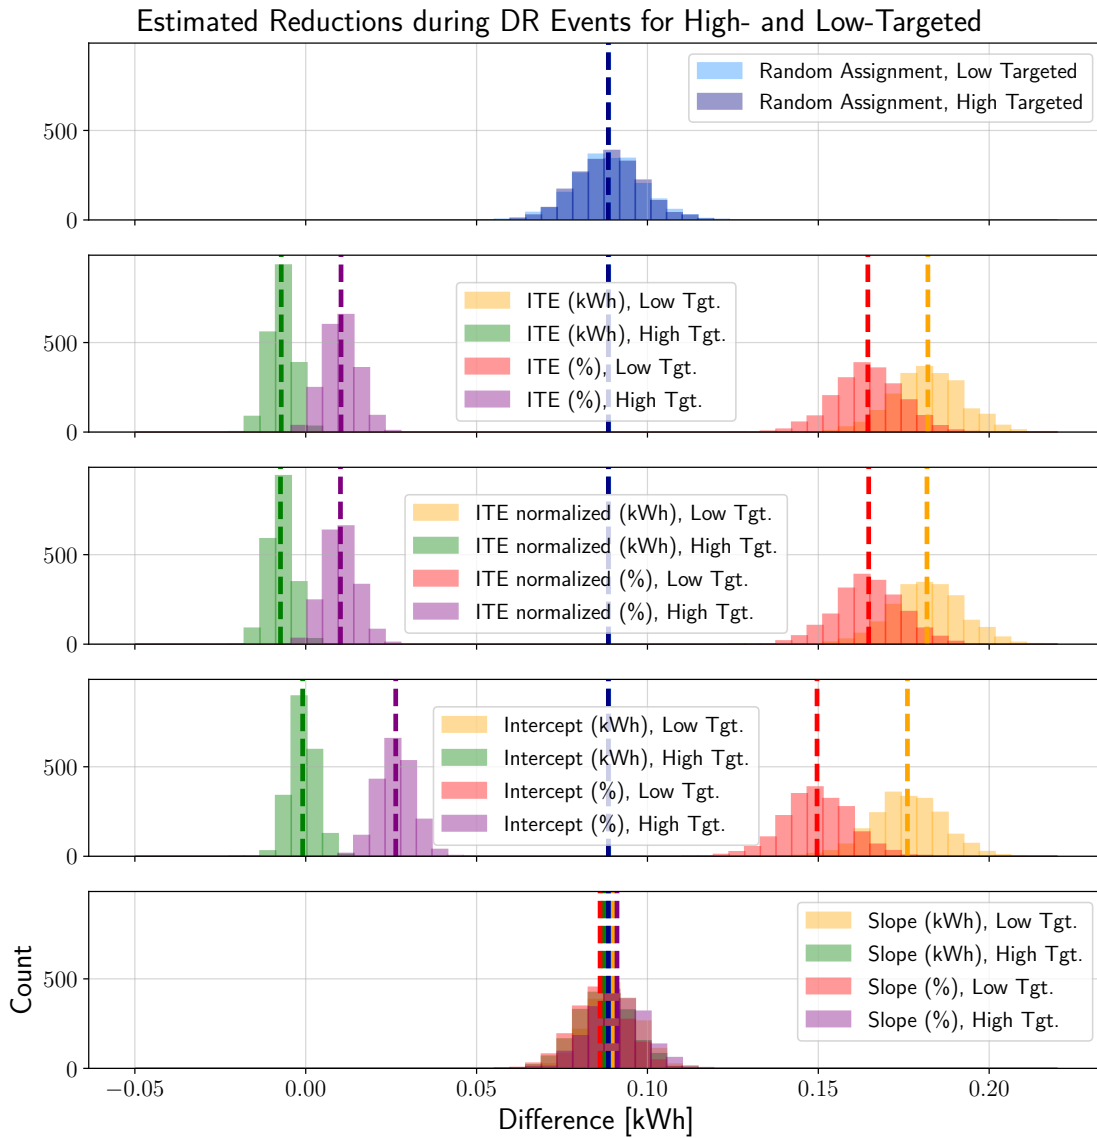 Estimated Reductions during DR Events for High- and Low-Targeted
Random Assignment, Low Targeted
Random Assignment, High Targeted
500
0
ITE (kWh), Low Tgt.
ITE (kWh), High Tgt.
ITE (%), Low Tgt.
ITE (%), High Tgt.
500
0
ITE normalized (kWh), Low Tgt.
ITE normalized (kWh), High Tgt.
ITE normalized (%), Low Tgt.
ITE normalized (%), High Tgt.
500
0
Intercept (kWh), Low Tgt.
Intercept (kWh), High Tgt.
Intercept (%), Low Tgt.
Intercept (%), High Tgt.
500
0
Slope (kWh), Low Tgt.
Slope (kWh), High Tgt.
Slope (%), Low Tgt.
Slope (%), High Tgt.
Count
500
0
−0.05 0.00 0.05 0.10 0.15 0.20
Difference [kWh]